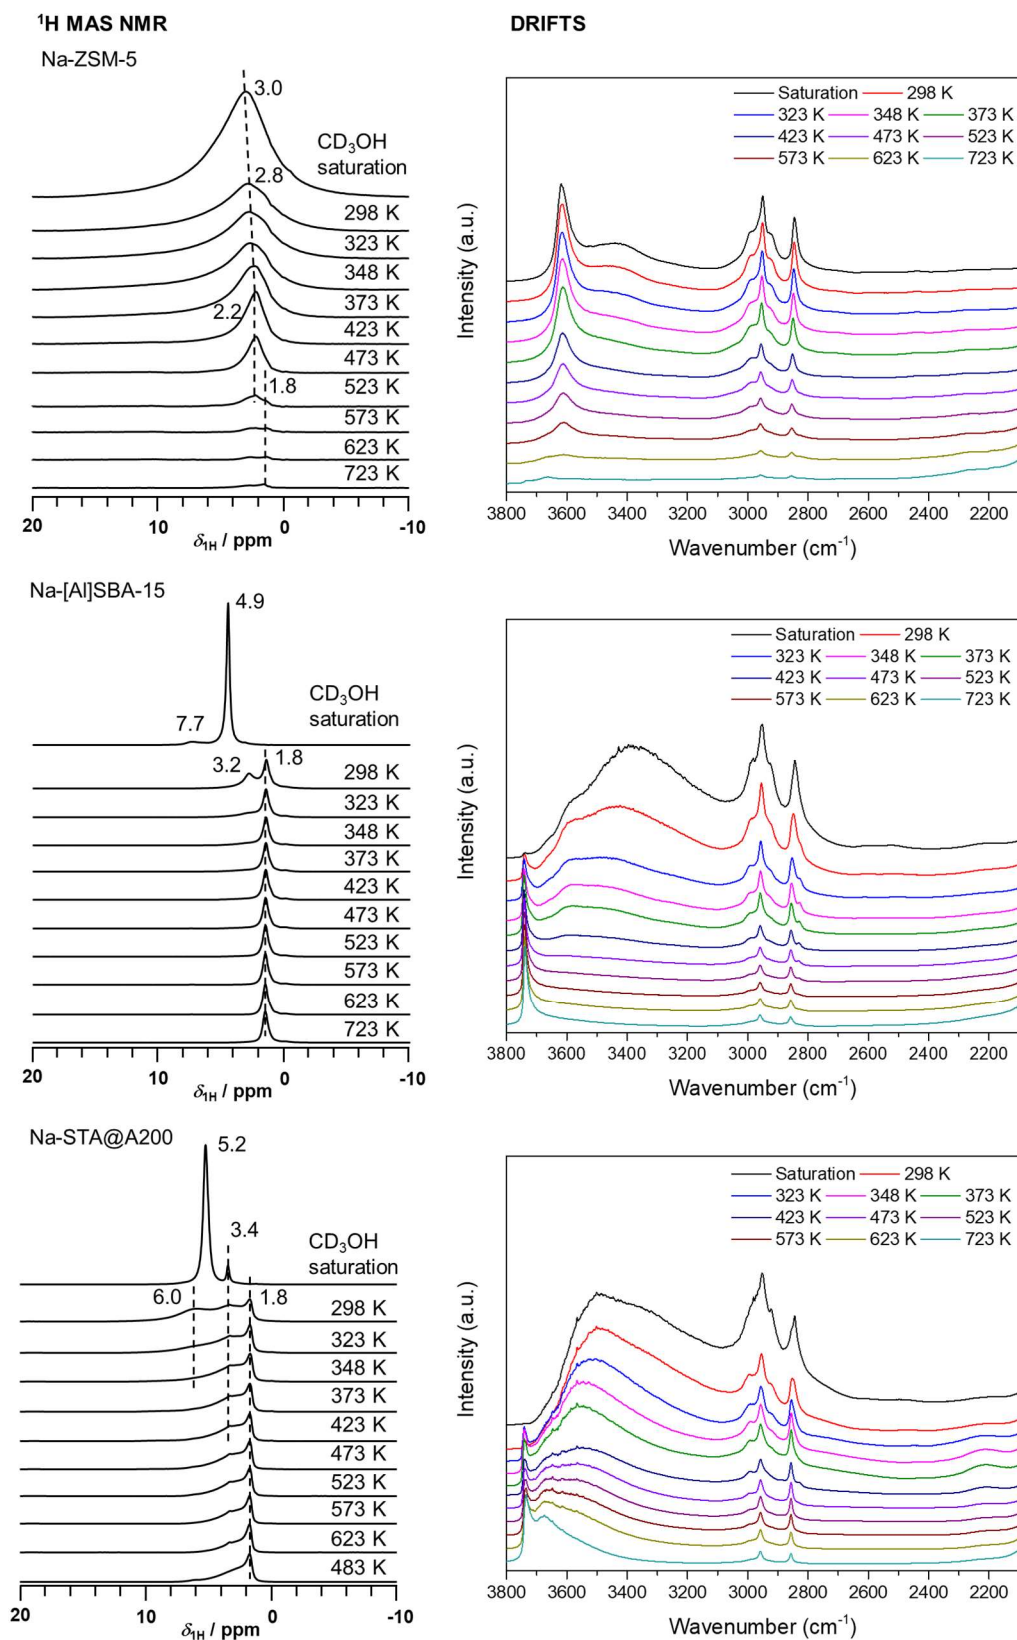 ¹H MAS NMR
DRIFTS
Na-ZSM-5
3.0
CD₃OH
saturation
2.8
298 K
323 K
348 K
373 K
2.2
423 K
473 K
1.8
523 K
573 K
623 K
723 K
20 10 0 -10
δ1H / ppm
Saturation 298 K
323 K 348 K 373 K
423 K 473 K 523 K
573 K 623 K 723 K
Intensity (a.u.)
3800 3600 3400 3200 3000 2800 2600 2400 2200
Wavenumber (cm⁻¹)
Na-[Al]SBA-15
4.9
CD₃OH
saturation
7.7
3.2
1.8
298 K
323 K
348 K
373 K
423 K
473 K
523 K
573 K
623 K
723 K
20 10 0 -10
δ1H / ppm
Saturation 298 K
323 K 348 K 373 K
423 K 473 K 523 K
573 K 623 K 723 K
Intensity (a.u.)
3800 3600 3400 3200 3000 2800 2600 2400 2200
Wavenumber (cm⁻¹)
Na-STA@A200
5.2
3.4
CD₃OH
saturation
6.0
1.8
298 K
323 K
348 K
373 K
423 K
473 K
523 K
573 K
623 K
483 K
20 10 0 -10
δ1H / ppm
Saturation 298 K
323 K 348 K 373 K
423 K 473 K 523 K
573 K 623 K 723 K
Intensity (a.u.)
3800 3600 3400 3200 3000 2800 2600 2400 2200
Wavenumber (cm⁻¹)